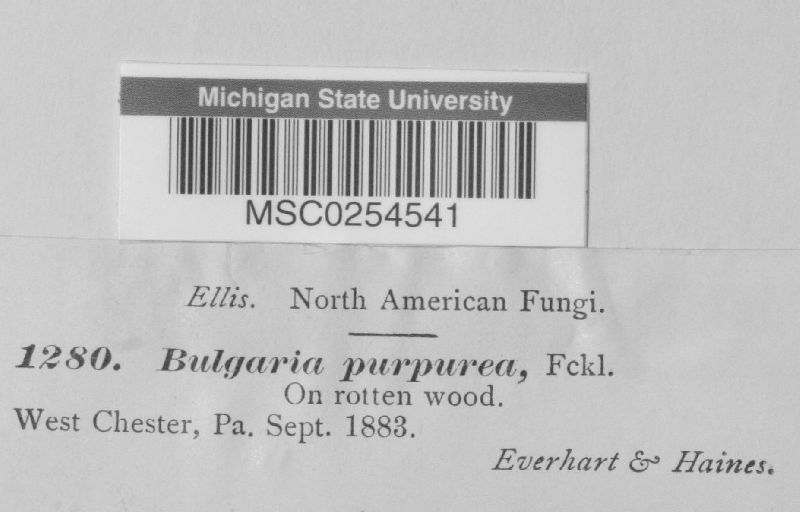 Michigan State University
MSC0254541
Ellis. North American Fungi.
1280. Bulgaria purpurea, Fckl.
On rotten wood.
West Chester, Pa. Sept. 1883.
Everhart & Haines.